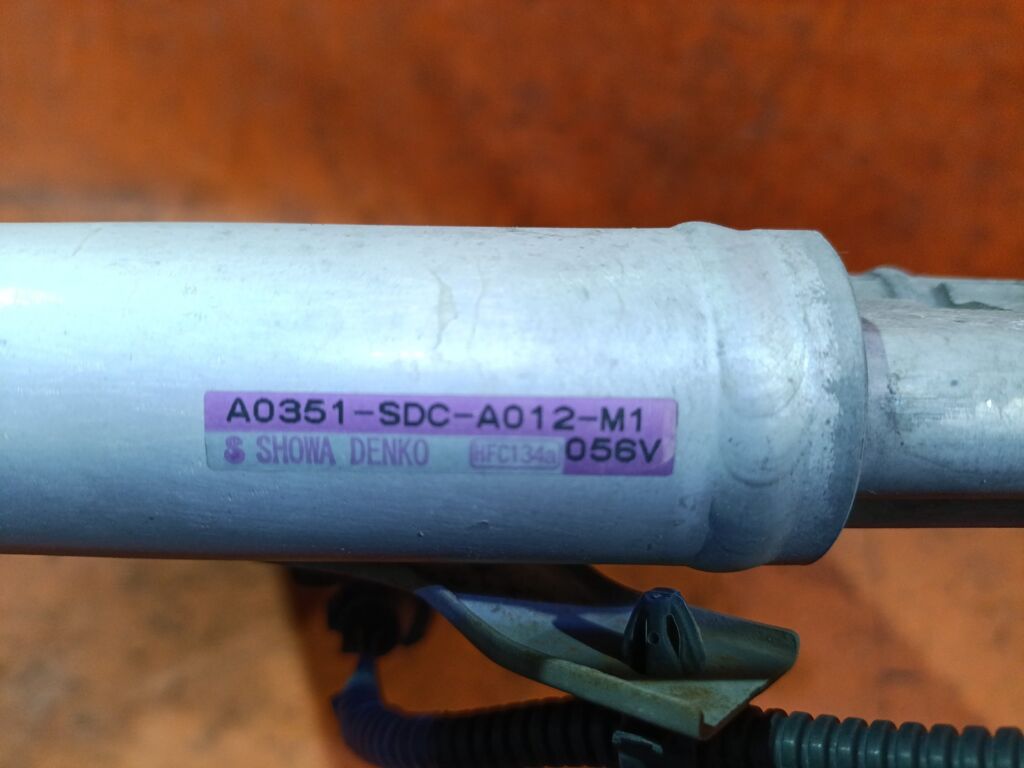 A0351-SDC-A012-M1
SHOWA DENKO HFC134a 056V